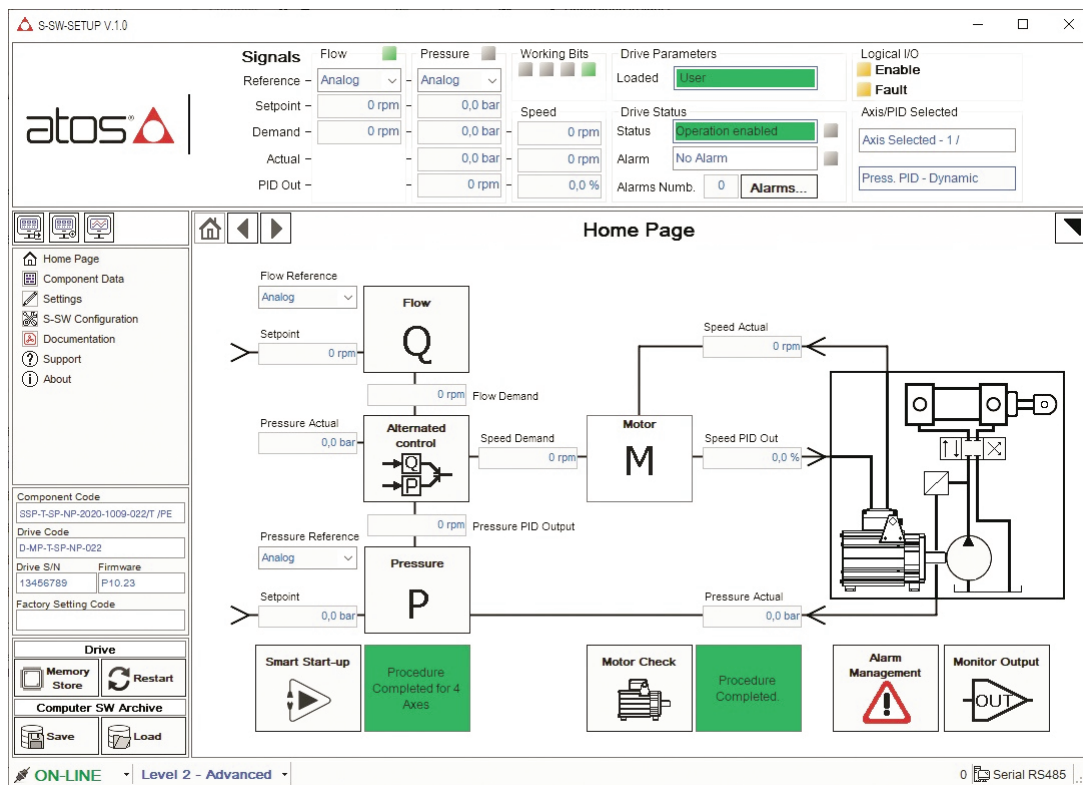 S-SW-SETUP V.1.0
atos
Signals Flow Pressure Working Bits Drive Parameters Logical I/O
Reference Analog Analog Loaded User Enable
Fault
Setpoint 0 rpm 0,0 bar Speed Drive Status Axis/PID Selected
Demand 0 rpm 0,0 bar 0 rpm Status Operation enabled Axis Selected - 1 /
Actual 0,0 bar 0 rpm Alarm No Alarm
PID Out 0 rpm 0,0 % Alarms Numb. 0 Alarms... Press. PID - Dynamic
Home Page
Home Page
Component Data
Settings
S-SW Configuration
Documentation
Support
About
Component Code
SSP-T-SP-NP-2020-1009-022/T /PE
Drive Code
D-MP-T-SP-NP-022
Drive S/N Firmware
13456789 P10.23
Factory Setting Code
Drive
Memory Store Restart
Computer SW Archive
Save Load
Flow Reference
Analog
Flow
Q
Setpoint
0 rpm
0 rpm Flow Demand
Pressure Actual
0,0 bar
Alternated control
Q
P
Speed Demand
0 rpm
Motor
M
Speed Actual
0 rpm
Speed PID Out
0,0 %
0 rpm Pressure PID Output
Pressure Reference
Analog
Pressure
P
Setpoint
0,0 bar
Pressure Actual
0,0 bar
Smart Start-up
Procedure Completed for 4 Axes
Motor Check
Procedure Completed.
Alarm Management
Monitor Output
OUT
ON-LINE Level 2 - Advanced 0 Serial RS485